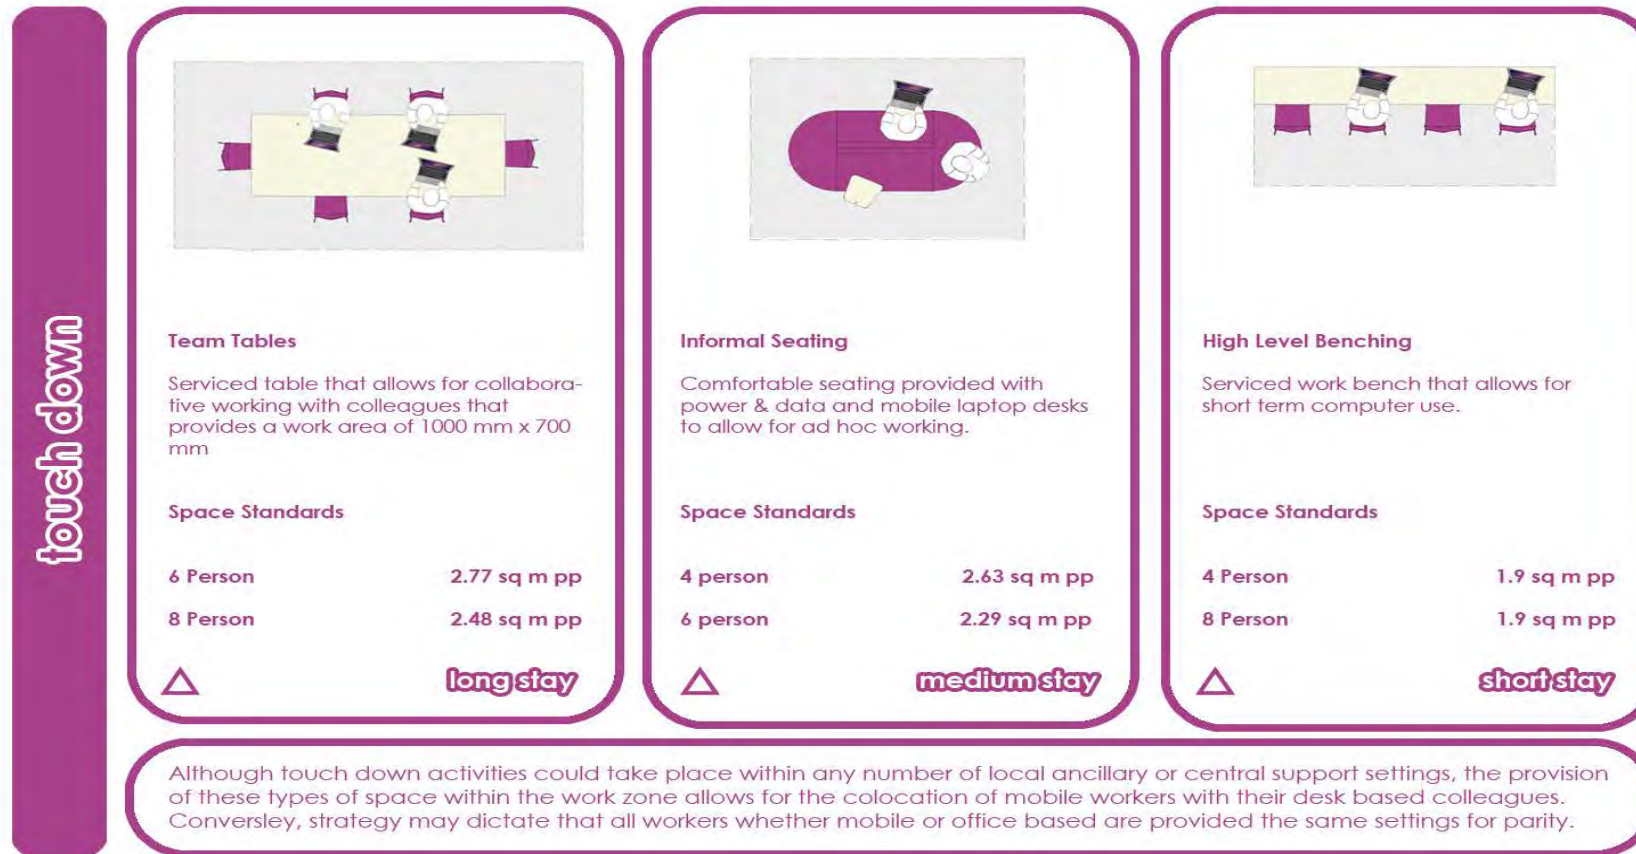 touch down
Team Tables
Serviced table that allows for collabora-
tive working with colleagues that
provides a work area of 1000 mm x 700
mm
Space Standards
6 Person 2.77 sq m pp
8 Person 2.48 sq m pp
long stay
Informal Seating
Comfortable seating provided with
power & data and mobile laptop desks
to allow for ad hoc working.
Space Standards
4 person 2.63 sq m pp
6 person 2.29 sq m pp
medium stay
High Level Benching
Serviced work bench that allows for
short term computer use.
Space Standards
4 Person 1.9 sq m pp
8 Person 1.9 sq m pp
short stay
Although touch down activities could take place within any number of local ancillary or central support settings, the provision
of these types of space within the work zone allows for the colocation of mobile workers with their desk based colleagues.
Conversley, strategy may dictate that all workers whether mobile or office based are provided the same settings for parity.